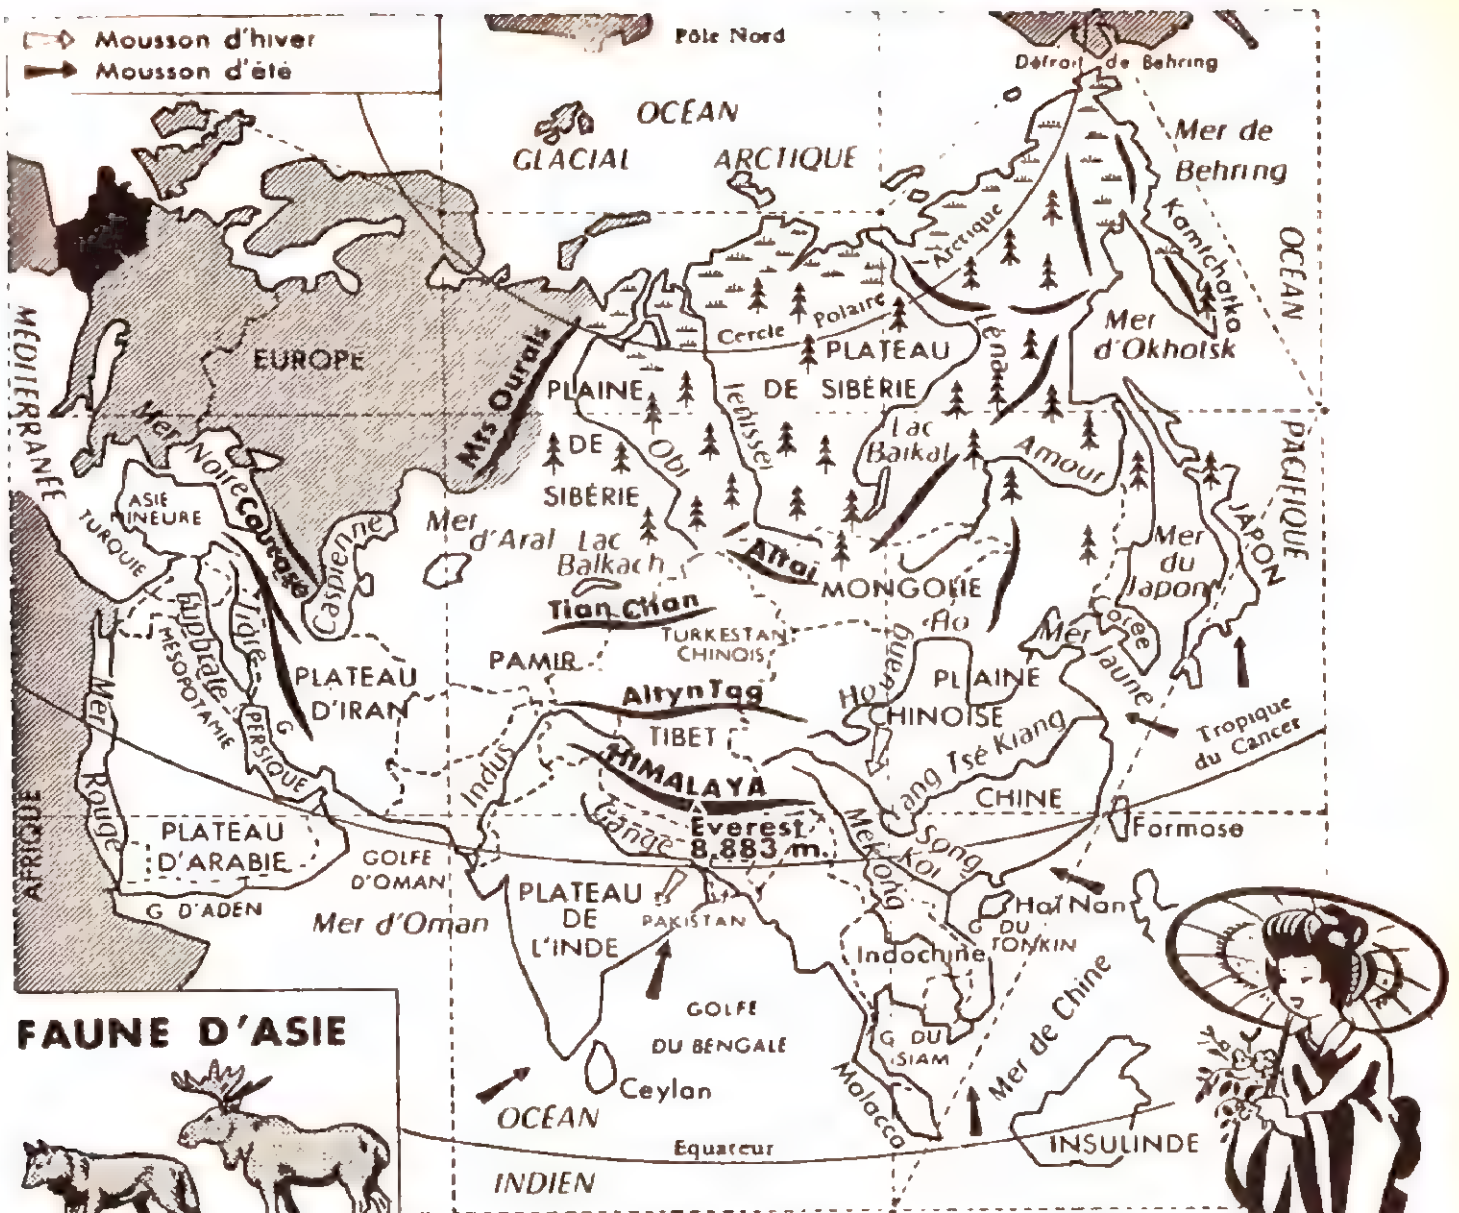 Mousson d'hiver
Mousson d'été
Pôle Nord
Détroit de Behring
OCÉAN
GLACIAL ARCTIQUE
Mer de
Behring
OCÉAN
PACIFIQUE
Kamtchatka
Arctique
Cercle Polaire
Mer
d'Okhotsk
MÉDITERRANÉE
EUROPE
Mts Ourals
PLATEAU
DE SIBÉRIE
PLAINE
DE
SIBÉRIE
Obi
Iénisseï
Léna
Lac
Baïkal
Amour
Mer
Noire
ASIE
MINEURE
TURQUIE
Caucase
Caspienne
Mer
d'Aral
Lac
Balkach
Altaï
MONGOLIE
Mer
du
Japon
JAPON
Tian Chan
TURKESTAN
CHINOIS
Euphrate
Tigre
MÉSOPOTAMIE
PAMIR
Ho
Houang
Mer
Jaune
Corée
PLATEAU
D'IRAN
G
PERSIQUE
Altyn Tag
TIBET
PLAINE
CHINOISE
Tropique
du Cancer
Mer
Rouge
Indus
HIMALAYA
Yang Tsé Kiang
CHINE
AFRIQUE
PLATEAU
D'ARABIE
GOLFE
D'OMAN
Gange
Everest
8.883 m.
Mékong
Song
Koï
Formose
G D'ADEN
Mer d'Oman
PLATEAU
DE
L'INDE
PAKISTAN
Haï Nan
G DU
TONKIN
Indochine
GOLFE
DU BENGALE
G DU
SIAM
Mer de Chine
Ceylan
Malacca
OCÉAN
INDIEN
Equateur
INSULINDE
FAUNE D'ASIE